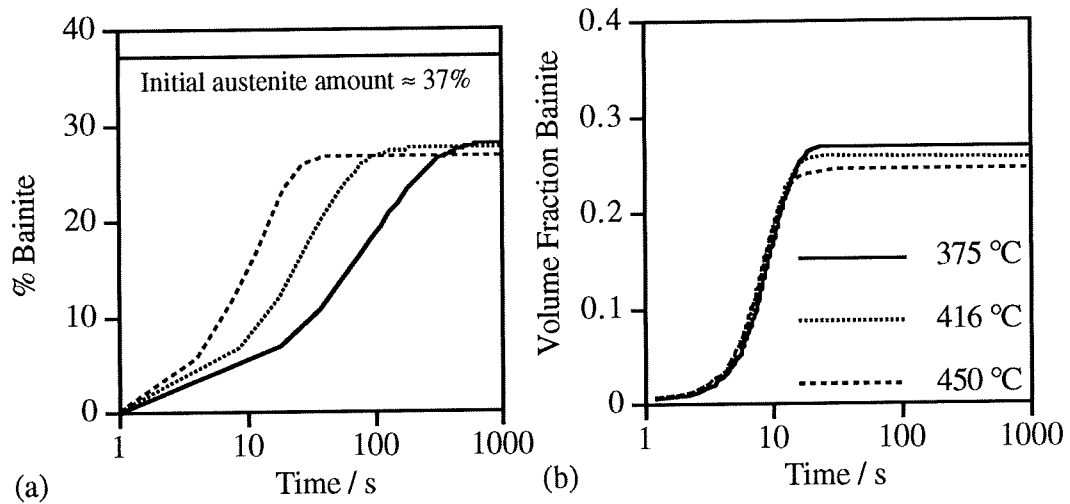 40
30
20
10
0
% Bainite
Initial austenite amount ≈ 37%
1
10
100
1000
Time / s
(a)
0.4
0.3
0.2
0.1
0
Volume Fraction Bainite
375 °C
416 °C
450 °C
1
10
100
1000
Time / s
(b)